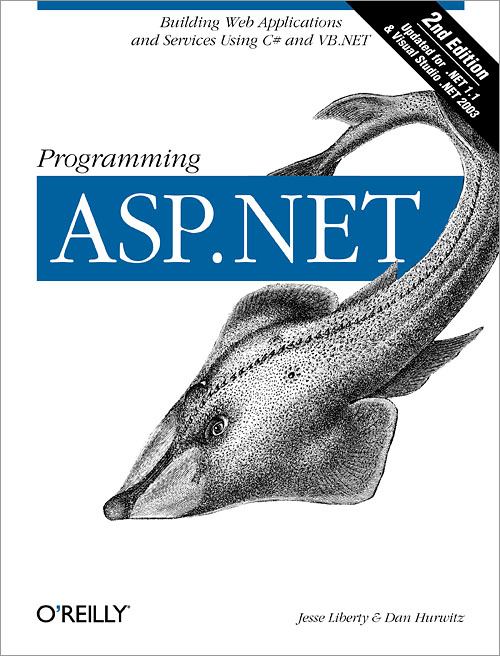 Building Web Applications
and Services Using C# and VB.NET
2nd Edition
Updated for .NET 1.1
& Visual Studio .NET 2003
Programming
ASP.NET
O'REILLY®
Jesse Liberty & Dan Hurwitz